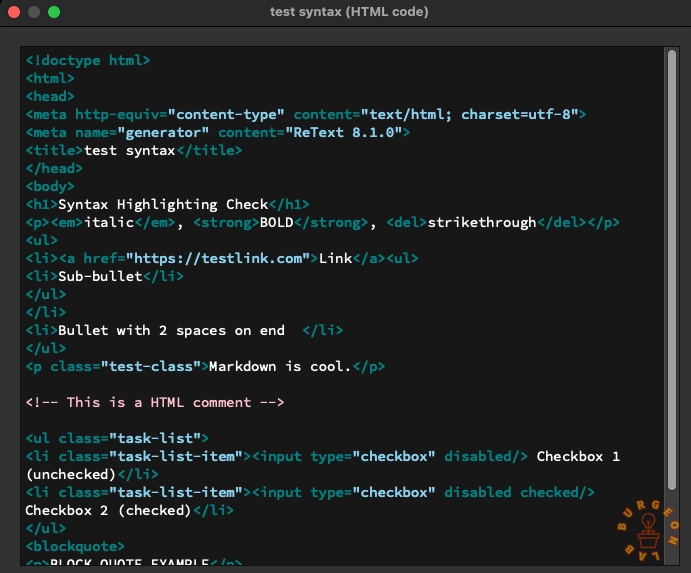 test syntax (HTML code)
<!doctype html>
<html>
<head>
<meta http-equiv="content-type" content="text/html; charset=utf-8">
<meta name="generator" content="ReText 8.1.0">
<title>test syntax</title>
</head>
<body>
<h1>Syntax Highlighting Check</h1>
<p><em>italic</em>, <strong>BOLD</strong>, <del>strikethrough</del></p>
<ul>
<li><a href="https://testlink.com">Link</a><ul>
<li>Sub-bullet</li>
</ul>
</li>
<li>Bullet with 2 spaces on end  </li>
</ul>
<p class="test-class">Markdown is cool.</p>
<!-- This is a HTML comment -->
<ul class="task-list">
<li class="task-list-item"><input type="checkbox" disabled/> Checkbox 1
(unchecked)</li>
<li class="task-list-item"><input type="checkbox" disabled checked/>
Checkbox 2 (checked)</li>
</ul>
<blockquote>
<p>BLOCK QUOTE EXAMPLE</p>
BURGEON LAB